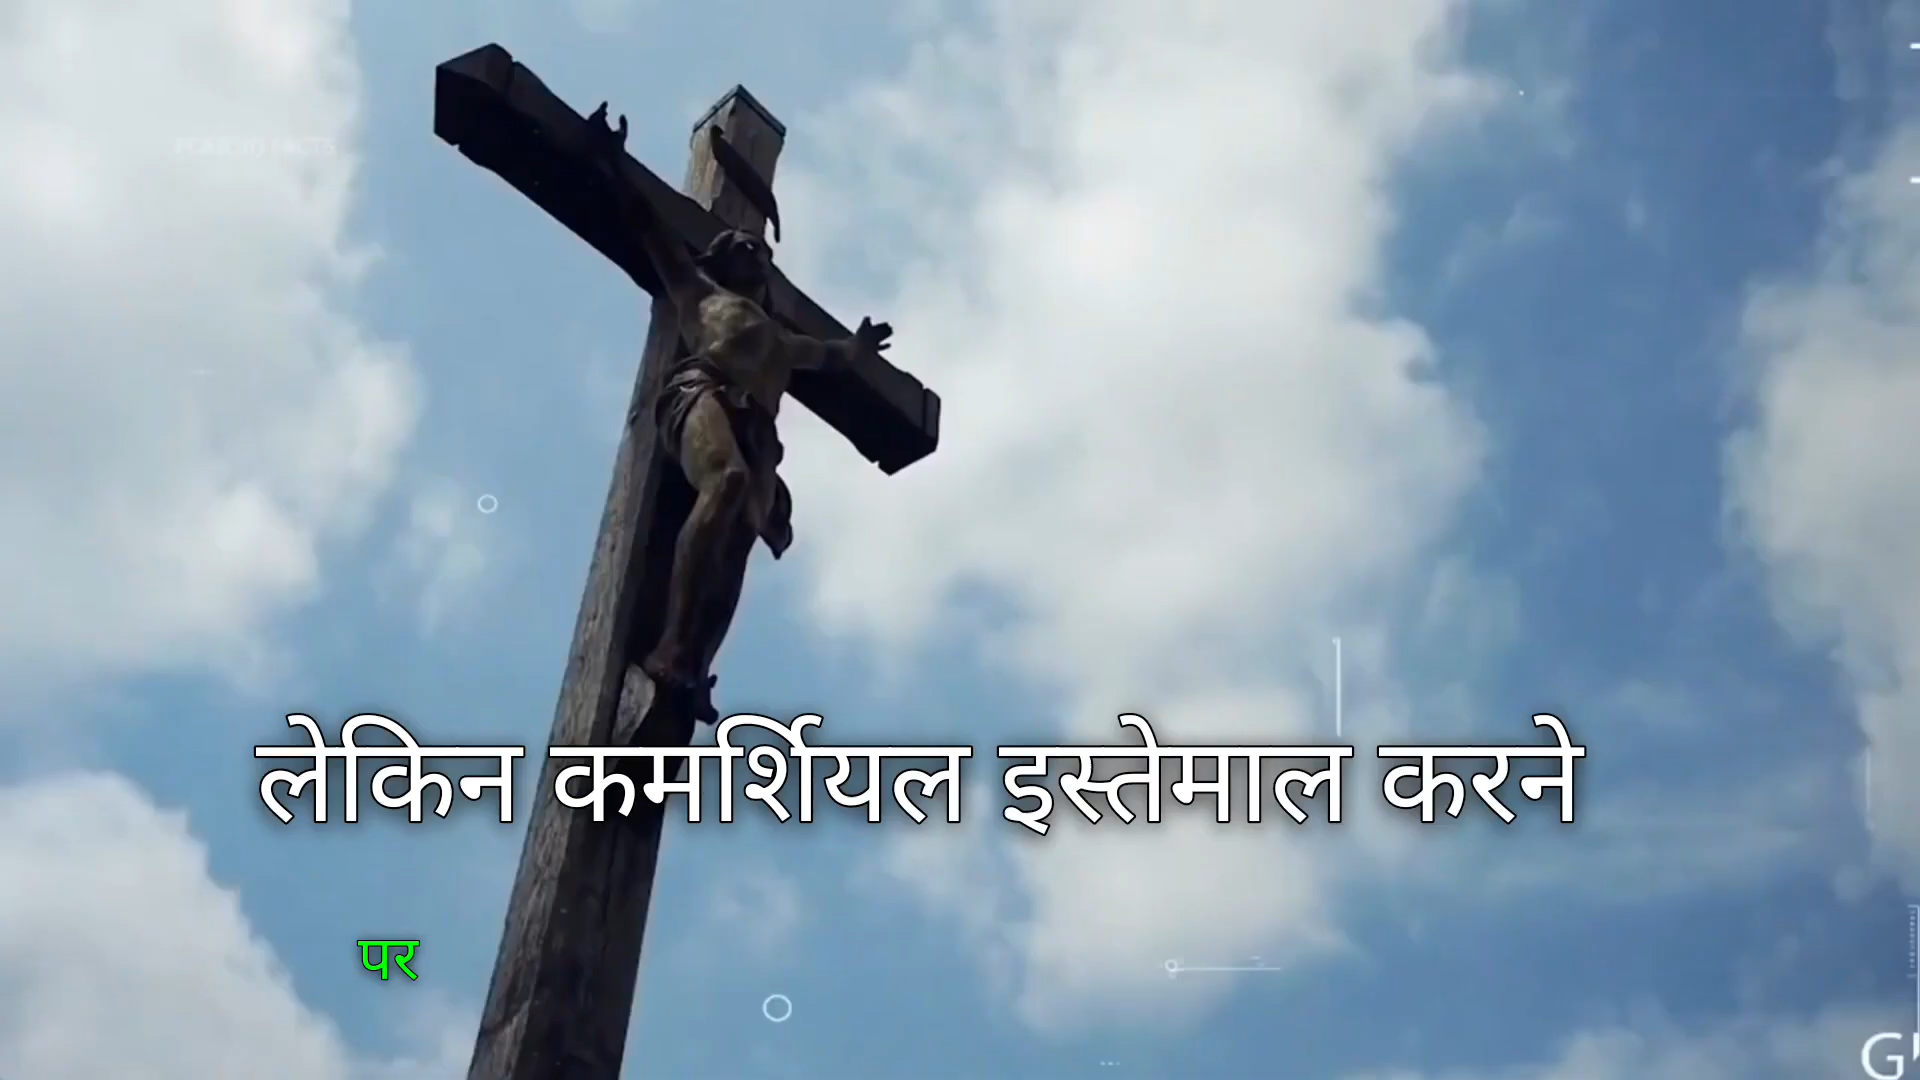 लेकिन कमर्शियल इस्तेमाल करने
पर